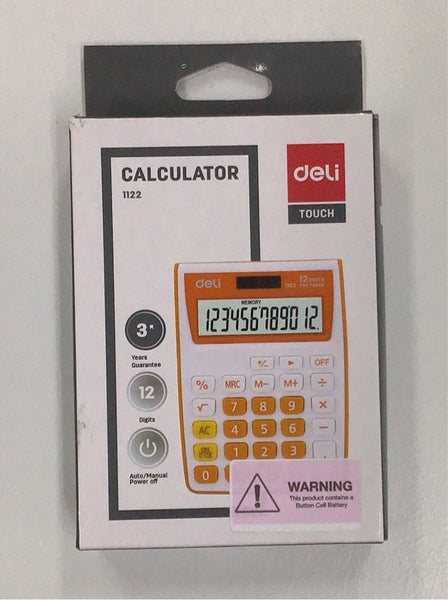 CALCULATOR
1122
deli
TOUCH
deli
1122
12 DIGITS
MEMORY
123456789012.
3
Years
Guarantee
12
Digits
Auto/Manual
Power off
+/- ► OFF
% MRC M− M+ ÷
√ 7 8 9 ×
AC 4 5 6 −
ON
C/CE
1 2 3
0
.
WARNING
This product contains a
Button Cell Battery